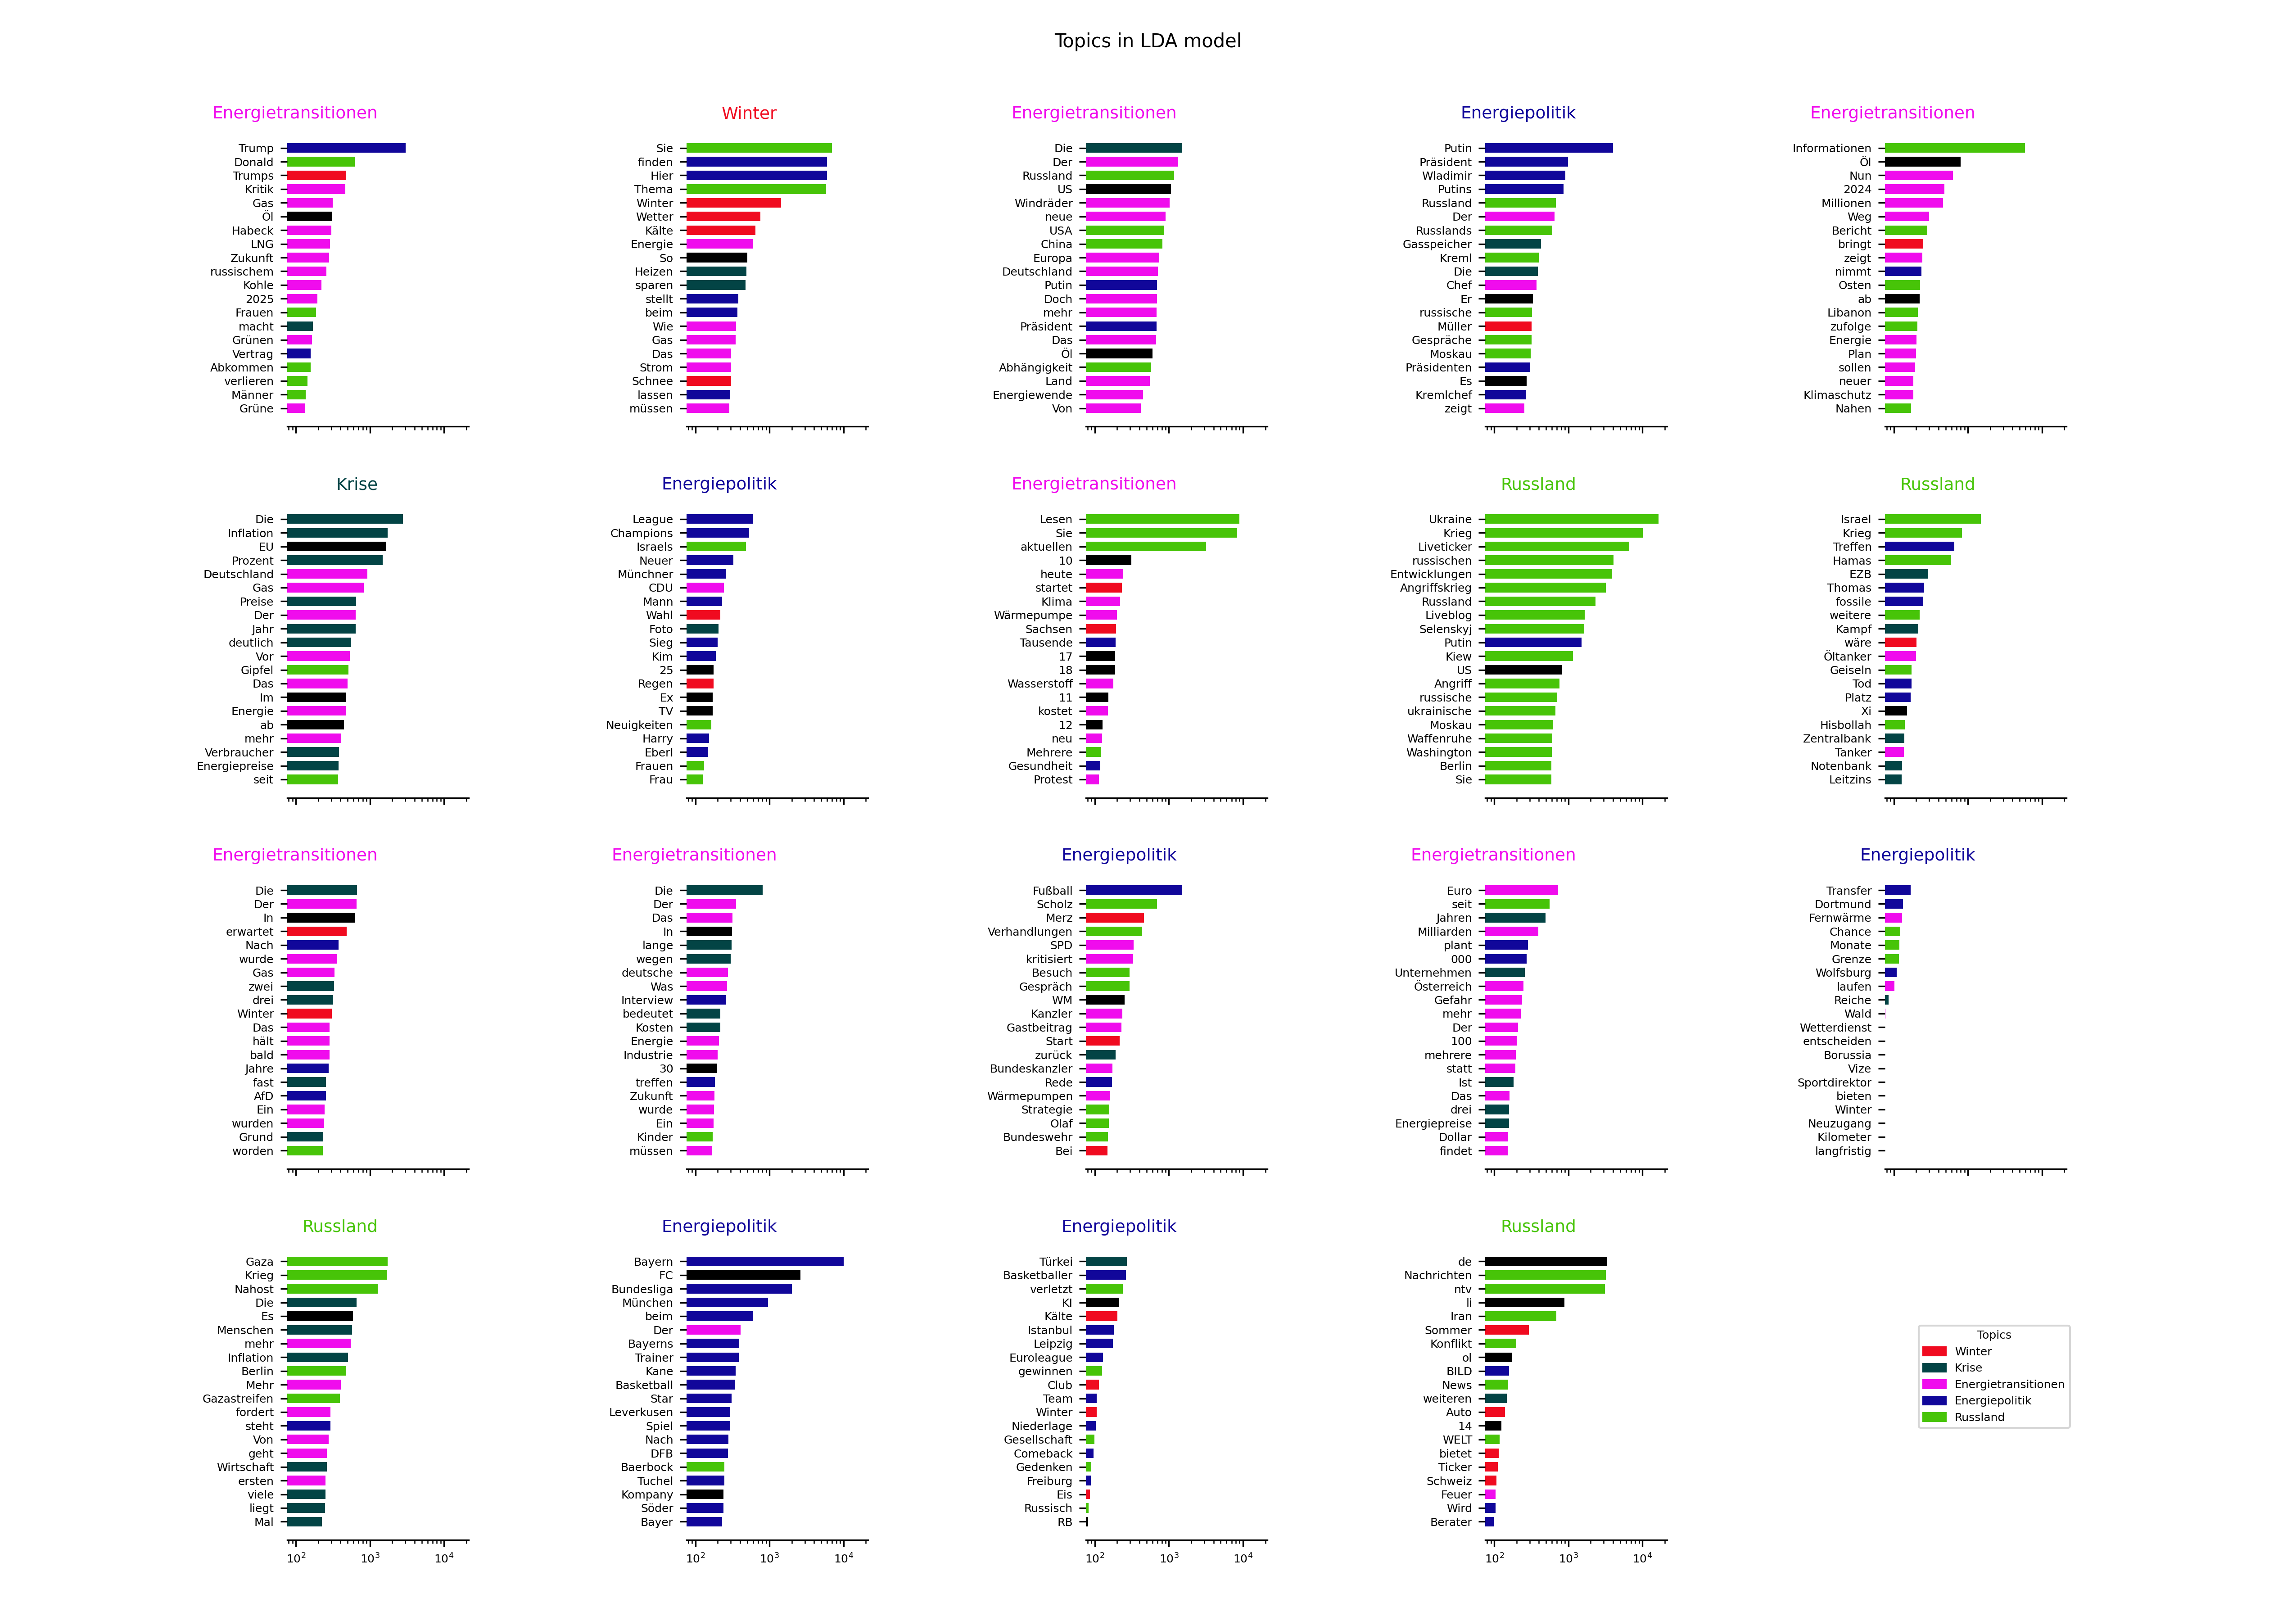 Topics in LDA model
Energietransitionen
Trump
Donald
Trumps
Kritik
Gas
Öl
Habeck
LNG
Zukunft
russischem
Kohle
2025
Frauen
macht
Grünen
Vertrag
Abkommen
verlieren
Männer
Grüne
Winter
Sie
finden
Hier
Thema
Winter
Wetter
Kälte
Energie
So
Heizen
sparen
stellt
beim
Wie
Gas
Das
Strom
Schnee
lassen
müssen
Energietransitionen
Die
Der
Russland
US
Windräder
neue
USA
China
Europa
Deutschland
Putin
Doch
mehr
Präsident
Das
Öl
Abhängigkeit
Land
Energiewende
Von
Energiepolitik
Putin
Präsident
Wladimir
Putins
Russland
Der
Russlands
Gasspeicher
Kreml
Die
Chef
Er
russische
Müller
Gespräche
Moskau
Präsidenten
Es
Kremlchef
zeigt
Energietransitionen
Informationen
Öl
Nun
2024
Millionen
Weg
Bericht
bringt
zeigt
nimmt
Osten
ab
Libanon
zufolge
Energie
Plan
sollen
neuer
Klimaschutz
Nahen
Krise
Die
Inflation
EU
Prozent
Deutschland
Gas
Preise
Der
Jahr
deutlich
Vor
Gipfel
Das
Im
Energie
ab
mehr
Verbraucher
Energiepreise
seit
Energiepolitik
League
Champions
Israels
Neuer
Münchner
CDU
Mann
Wahl
Foto
Sieg
Kim
25
Regen
Ex
TV
Neuigkeiten
Harry
Eberl
Frauen
Frau
Energietransitionen
Lesen
Sie
aktuellen
10
heute
startet
Klima
Wärmepumpe
Sachsen
Tausende
17
18
Wasserstoff
11
kostet
12
neu
Mehrere
Gesundheit
Protest
Russland
Ukraine
Krieg
Liveticker
russischen
Entwicklungen
Angriffskrieg
Russland
Liveblog
Selenskyj
Putin
Kiew
US
Angriff
russische
ukrainische
Moskau
Waffenruhe
Washington
Berlin
Sie
Russland
Israel
Krieg
Treffen
Hamas
EZB
Thomas
fossile
weitere
Kampf
wäre
Öltanker
Geiseln
Tod
Platz
Xi
Hisbollah
Zentralbank
Tanker
Notenbank
Leitzins
Energietransitionen
Die
Der
In
erwartet
Nach
wurde
Gas
zwei
drei
Winter
Das
hält
bald
Jahre
fast
AfD
Ein
wurden
Grund
worden
Energietransitionen
Die
Der
Das
In
lange
wegen
deutsche
Was
Interview
bedeutet
Kosten
Energie
Industrie
30
treffen
Zukunft
wurde
Ein
Kinder
müssen
Energiepolitik
Fußball
Scholz
Merz
Verhandlungen
SPD
kritisiert
Besuch
Gespräch
WM
Kanzler
Gastbeitrag
Start
zurück
Bundeskanzler
Rede
Wärmepumpen
Strategie
Olaf
Bundeswehr
Bei
Energietransitionen
Euro
seit
Jahren
Milliarden
plant
000
Unternehmen
Österreich
Gefahr
mehr
Der
100
mehrere
statt
Ist
Das
drei
Energiepreise
Dollar
findet
Energiepolitik
Transfer
Dortmund
Fernwärme
Chance
Monate
Grenze
Wolfsburg
laufen
Reiche
Wald
Wetterdienst
entscheiden
Borussia
Vize
Sportdirektor
bieten
Winter
Neuzugang
Kilometer
langfristig
Russland
Gaza
Krieg
Nahost
Die
Es
Menschen
mehr
Inflation
Berlin
Mehr
Gazastreifen
fordert
steht
Von
geht
Wirtschaft
ersten
viele
liegt
Mal
10² 10³ 10⁴
Energiepolitik
Bayern
FC
Bundesliga
München
beim
Der
Bayerns
Trainer
Kane
Basketball
Star
Leverkusen
Spiel
Nach
DFB
Baerbock
Tuchel
Kompany
Söder
Bayer
10² 10³ 10⁴
Energiepolitik
Türkei
Basketballer
verletzt
KI
Kälte
Istanbul
Leipzig
Euroleague
gewinnen
Club
Team
Winter
Niederlage
Gesellschaft
Comeback
Gedenken
Freiburg
Eis
Russisch
RB
10² 10³ 10⁴
Russland
de
Nachrichten
ntv
li
Iran
Sommer
Konflikt
ol
BILD
News
weiteren
Auto
14
WELT
bietet
Ticker
Schweiz
Feuer
Wird
Berater
10² 10³ 10⁴
Topics
Winter
Krise
Energietransitionen
Energiepolitik
Russland